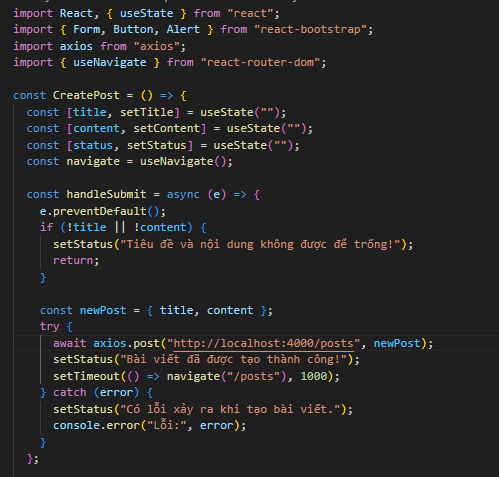 import React, { useState } from "react";
import { Form, Button, Alert } from "react-bootstrap";
import axios from "axios";
import { useNavigate } from "react-router-dom";

const CreatePost = () => {
  const [title, setTitle] = useState("");
  const [content, setContent] = useState("");
  const [status, setStatus] = useState("");
  const navigate = useNavigate();

  const handleSubmit = async (e) => {
    e.preventDefault();
    if (!title || !content) {
      setStatus("Tiêu đề và nội dung không được để trống!");
      return;
    }

    const newPost = { title, content };
    try {
      await axios.post("http://localhost:4000/posts", newPost);
      setStatus("Bài viết đã được tạo thành công!");
      setTimeout(() => navigate("/posts"), 1000);
    } catch (error) {
      setStatus("Có lỗi xảy ra khi tạo bài viết.");
      console.error("Lỗi:", error);
    }
  };